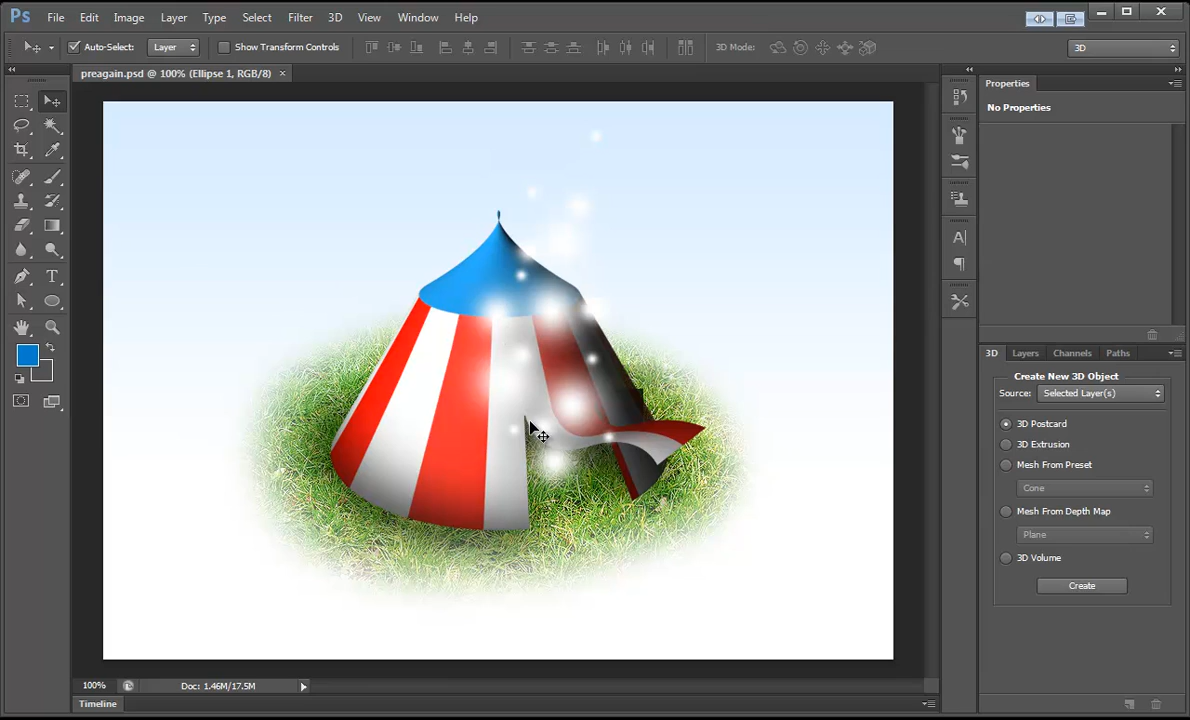 Ps File Edit Image Layer Type Select Filter 3D View Window Help
Auto-Select: Layer Show Transform Controls 3D Mode: 3D
preagain.psd @ 100% (Ellipse 1, RGB/8) ×
Properties
No Properties
3D Layers Channels Paths
Create New 3D Object
Source: Selected Layer(s)
3D Postcard
3D Extrusion
Mesh From Preset
Cone
Mesh From Depth Map
Plane
3D Volume
Create
100% Doc: 1.46M/17.5M
Timeline